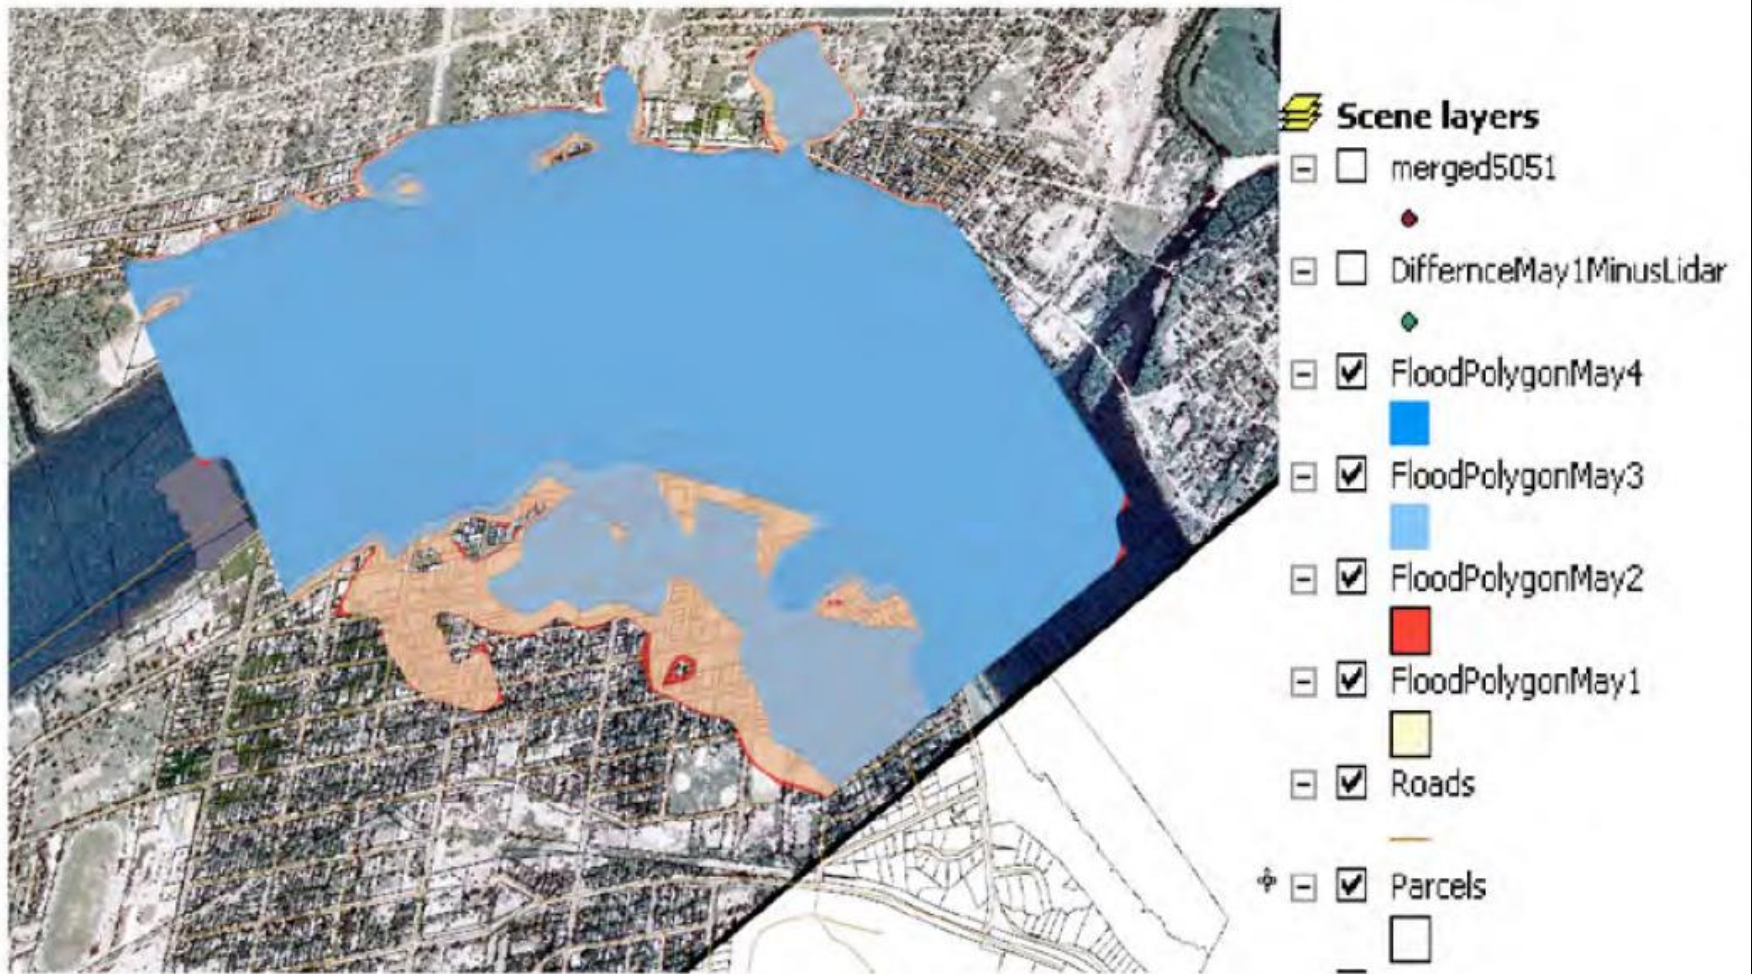 Scene layers
merged5051
DiffernceMay1MinusLidar
FloodPolygonMay4
FloodPolygonMay3
FloodPolygonMay2
FloodPolygonMay1
Roads
Parcels